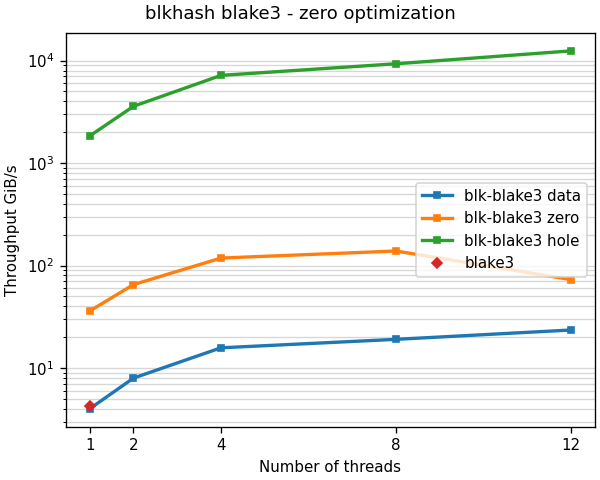 blkhash blake3 - zero optimization
Throughput GiB/s
10⁴
10³
10²
10¹
blk-blake3 data
blk-blake3 zero
blk-blake3 hole
blake3
1 2 4 8 12
Number of threads